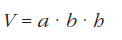 V = a · b · h